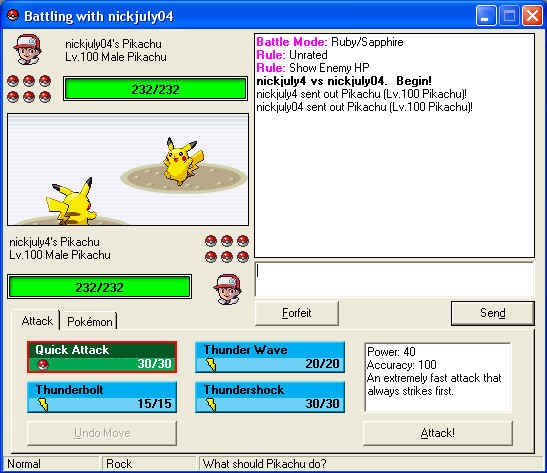 Battling with nickjuly04
nickjuly04's Pikachu
Lv.100 Male Pikachu
232/232
Battle Mode: Ruby/Sapphire
Rule: Unrated
Rule: Show Enemy HP
nickjuly4 vs nickjuly04. Begin!
nickjuly4 sent out Pikachu (Lv.100 Pikachu)!
nickjuly04 sent out Pikachu (Lv.100 Pikachu)!
nickjuly4's Pikachu
Lv.100 Male Pikachu
232/232
Forfeit
Send
Attack
Pokémon
Quick Attack
30/30
Thunder Wave
20/20
Thunderbolt
15/15
Thundershock
30/30
Power: 40
Accuracy: 100
An extremely fast attack that
always strikes first.
Undo Move
Attack!
Normal
Rock
What should Pikachu do?